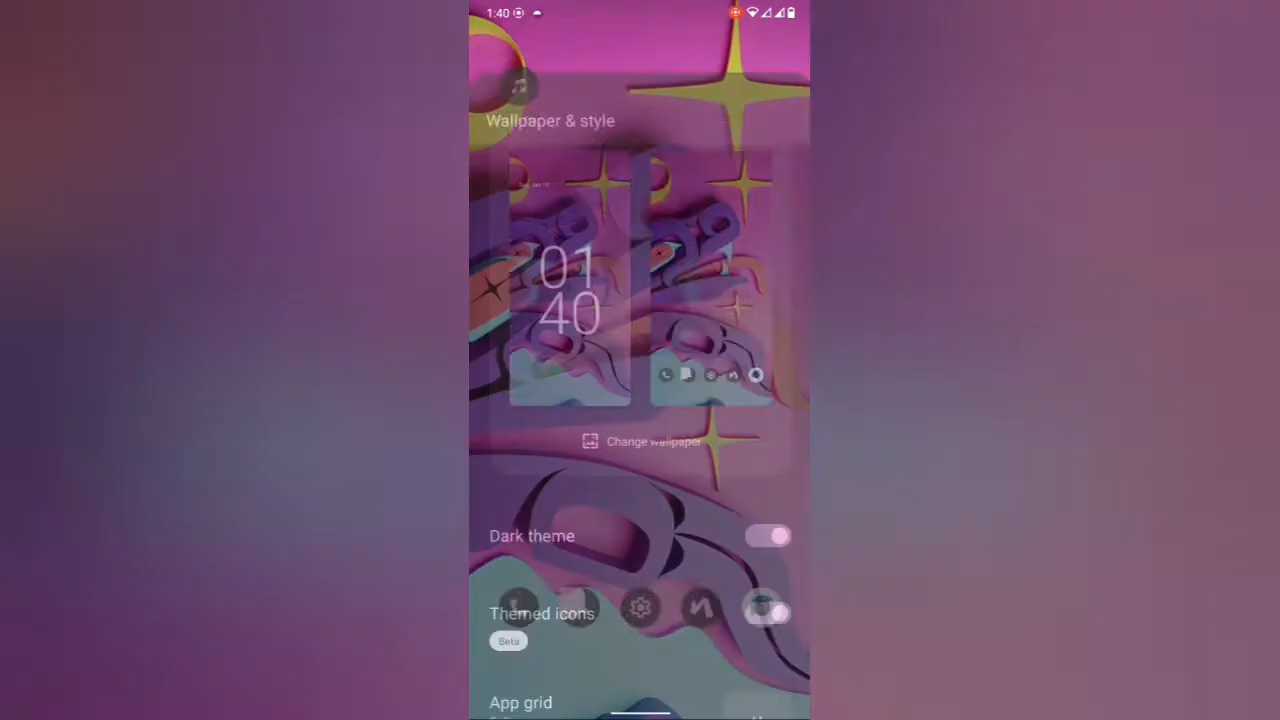 1:40
Wallpaper & style
01
40
Change wallpaper
Dark theme
Themed icons
Beta
App grid